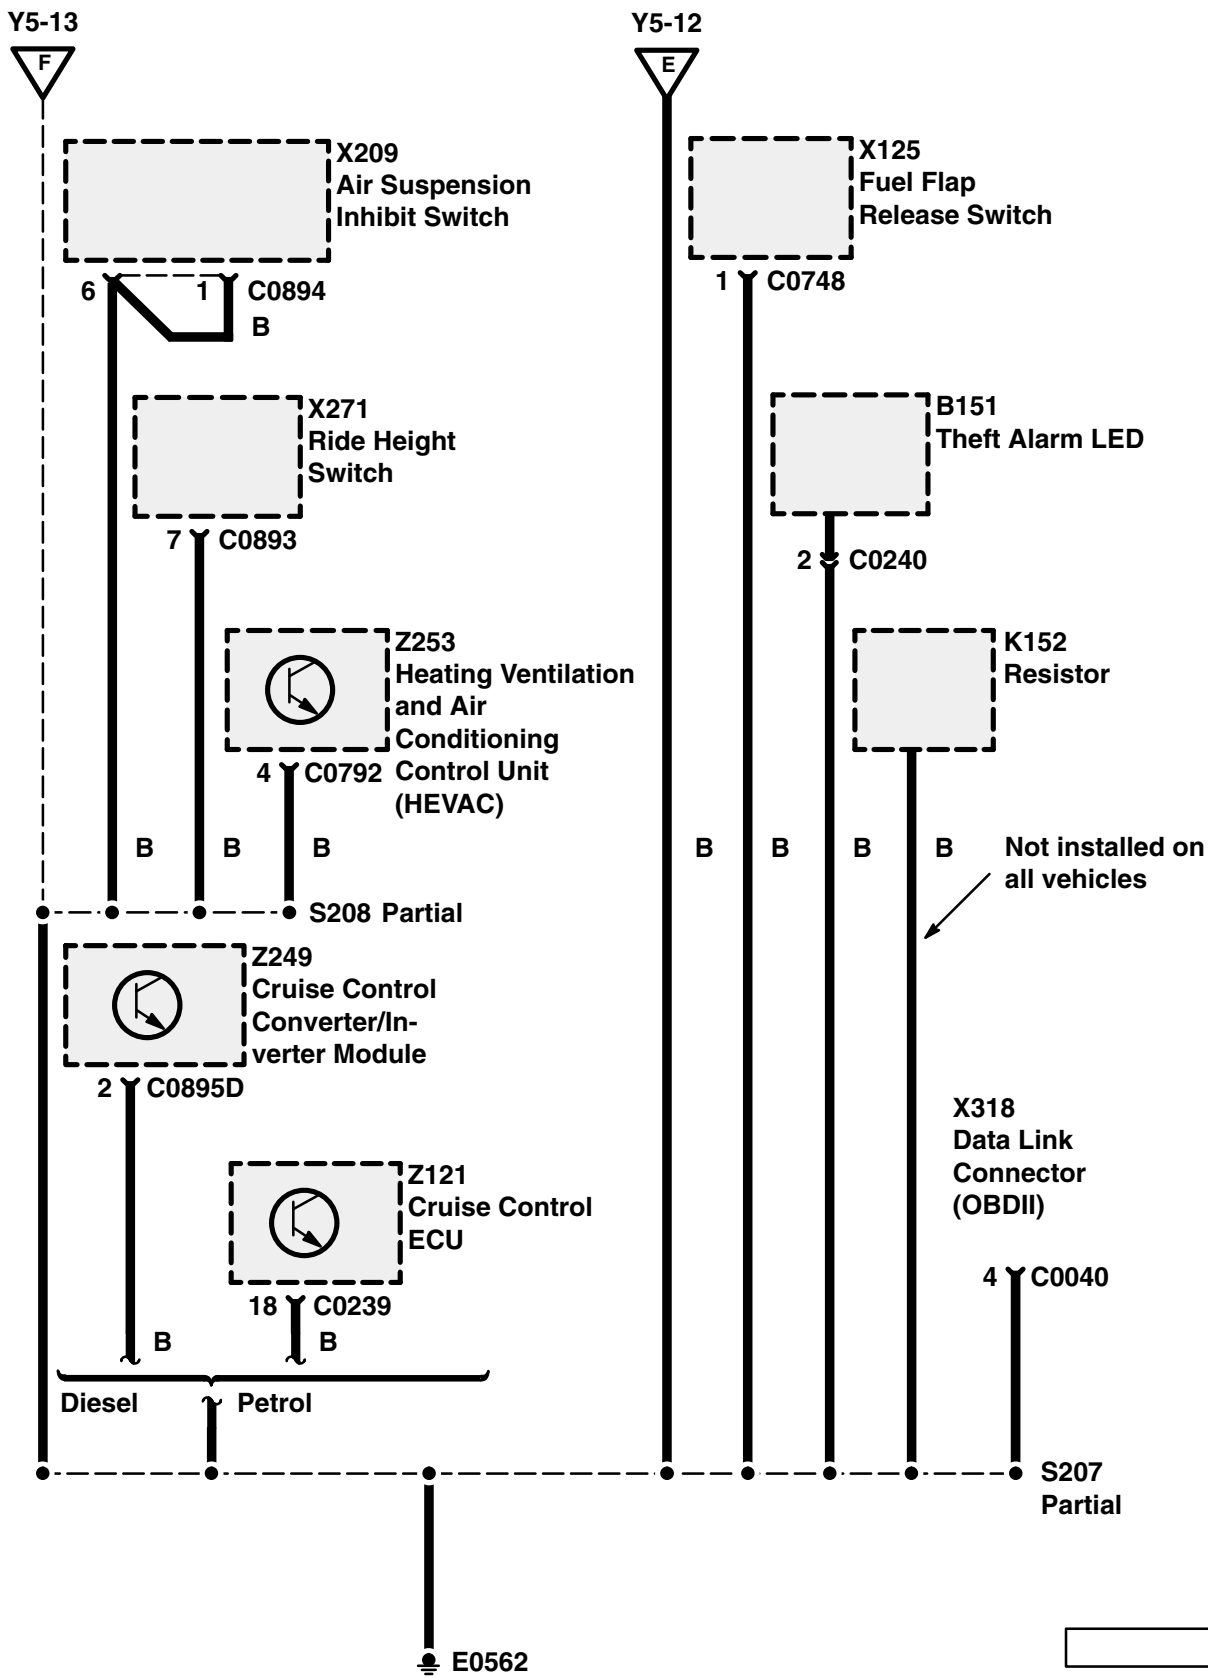 Y5-13
F
X209
Air Suspension
Inhibit Switch
6
1
C0894
B
X271
Ride Height
Switch
7
C0893
Z253
Heating Ventilation
and Air
Conditioning
Control Unit
(HEVAC)
4
C0792
B
B
B
S208 Partial
Z249
Cruise Control
Converter/In-
verter Module
2
C0895D
Z121
Cruise Control
ECU
18
C0239
B
B
Diesel
Petrol
Y5-12
E
X125
Fuel Flap
Release Switch
1
C0748
B151
Theft Alarm LED
2
C0240
K152
Resistor
B
B
B
B
Not installed on
all vehicles
X318
Data Link
Connector
(OBDII)
4
C0040
S207
Partial
E0562